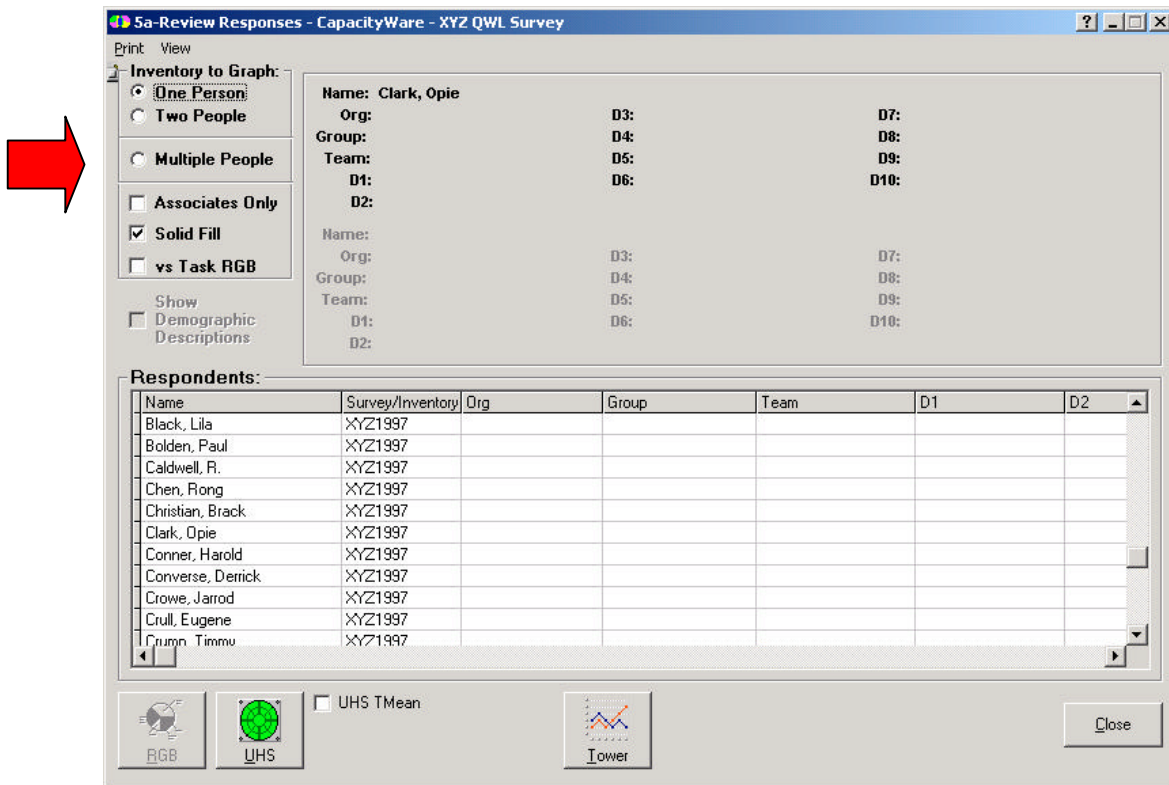 5a-Review Responses - CapacityWare - XYZ QWL Survey
Print View
Inventory to Graph:
One Person
Two People
Multiple People
Associates Only
Solid Fill
vs Task RGB
Show
Demographic
Descriptions
Name: Clark, Opie
Org: D3: D7:
Group: D4: D8:
Team: D5: D9:
D1: D6: D10:
D2:
Name:
Org: D3: D7:
Group: D4: D8:
Team: D5: D9:
D1: D6: D10:
D2:
Respondents:
Name Survey/Inventory Org Group Team D1 D2
Black, Lila XYZ1997
Bolden, Paul XYZ1997
Caldwell, R. XYZ1997
Chen, Rong XYZ1997
Christian, Brack XYZ1997
Clark, Opie XYZ1997
Conner, Harold XYZ1997
Converse, Derrick XYZ1997
Crowe, Jarrod XYZ1997
Crull, Eugene XYZ1997
Crump, Timmy XYZ1997
RGB UHS UHS TMean Tower Close